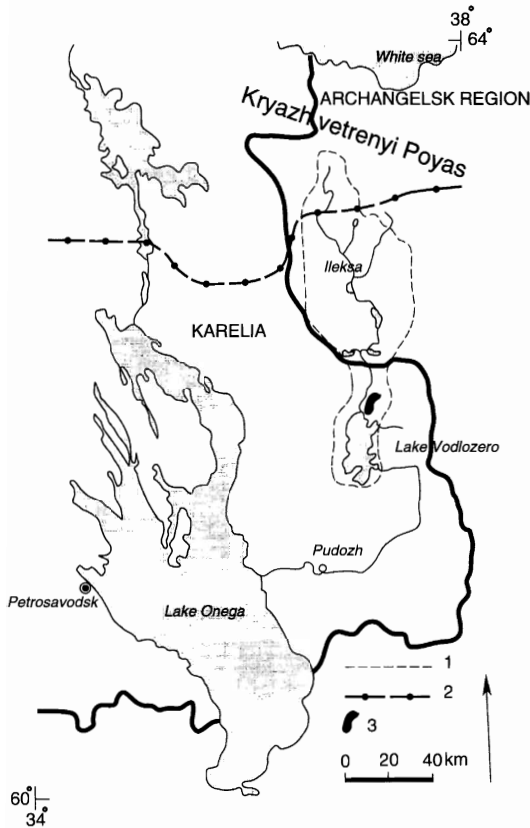 38°
64°
White sea
ARCHANGELSK REGION
Kryazh vetrenyi Poyas
Ileksa
KARELIA
Lake Vodlozero
Pudozh
Petrosavodsk
Lake Onega
1
2
3
0 20 40 km
60°
34°